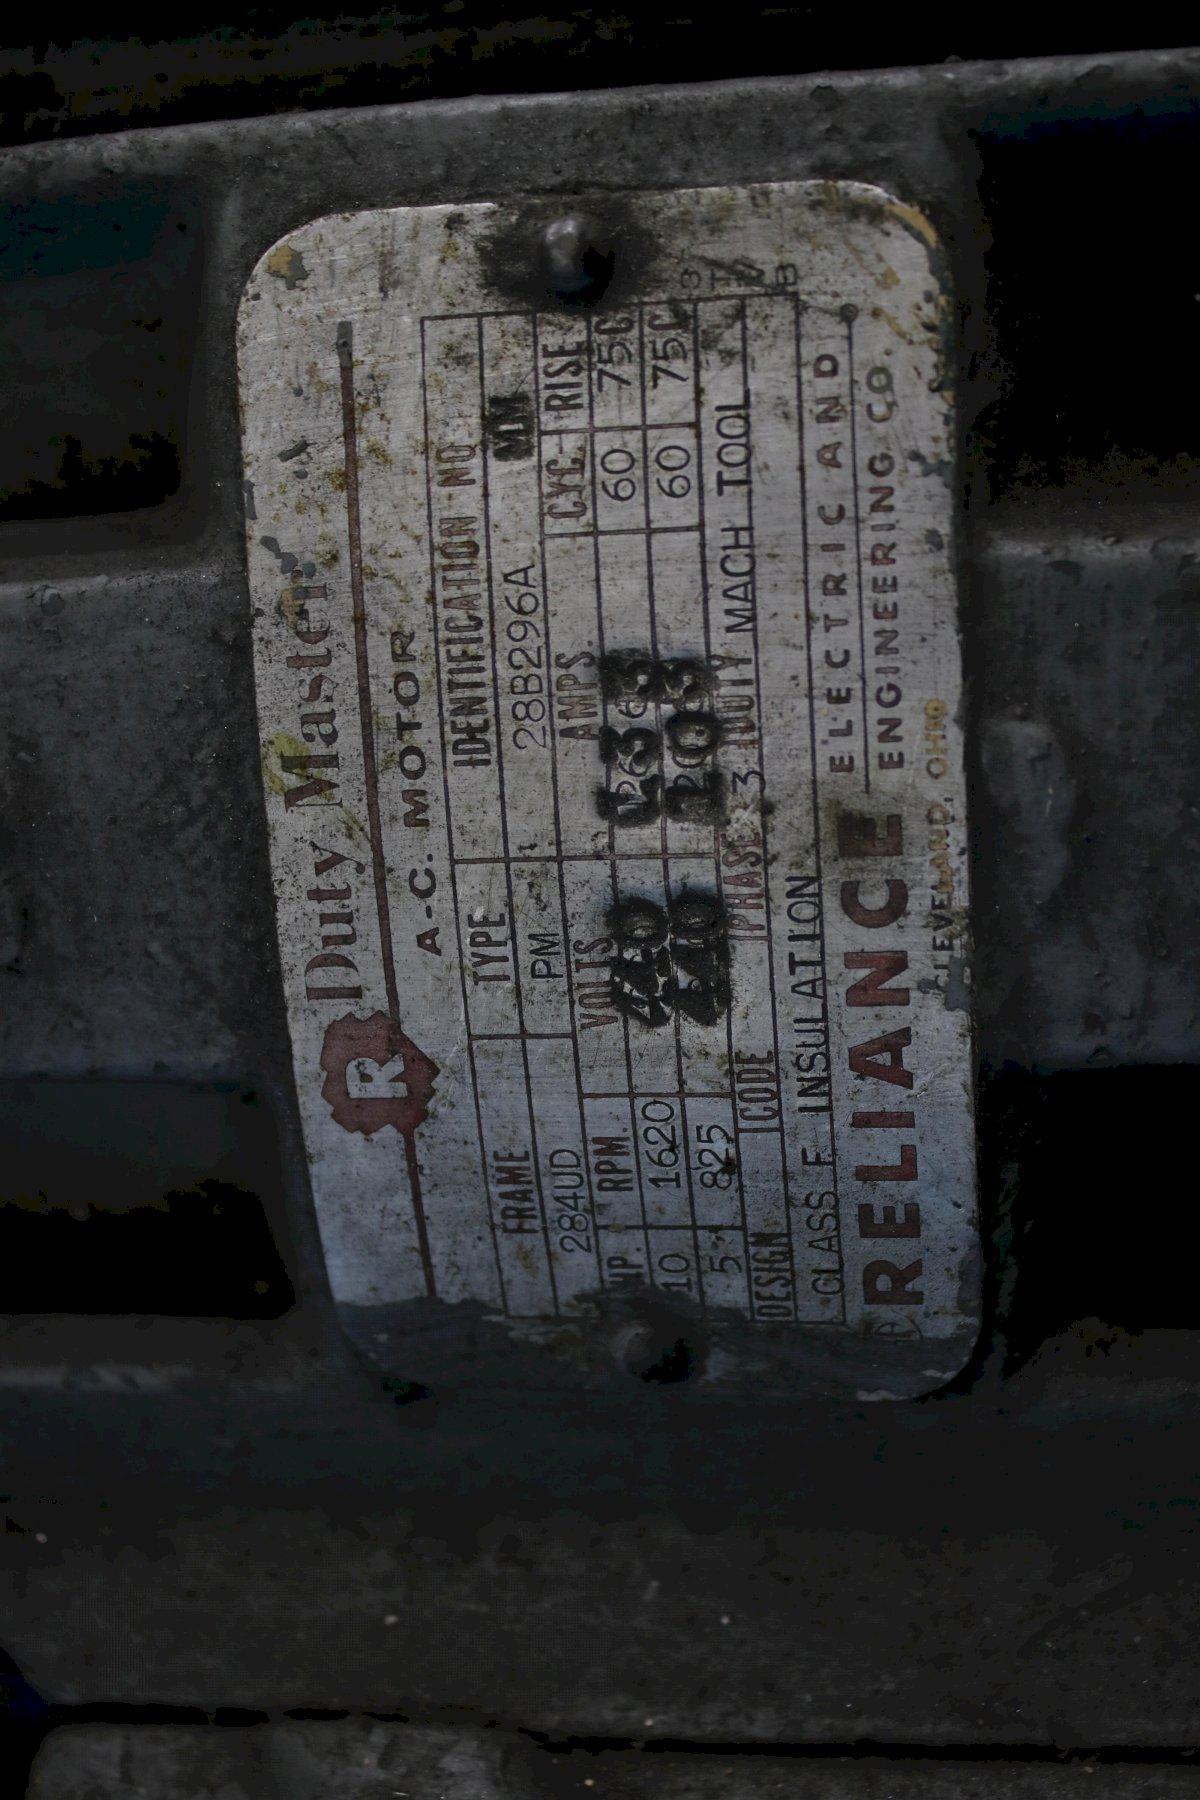 R Duty Master
A-C. MOTOR
FRAME TYPE IDENTIFICATION NO
284UD PM 28B296A MM
HP. RPM. VOLTS AMPS. CYC. RISE
10 1620 440 60 75C
5 825 60 75C
DESIGN CODE PHASE 3 DUTY MACH TOOL
CLASS F INSULATION
RELIANCE ELECTRIC AND
ENGINEERING CO.
CLEVELAND, OHIO